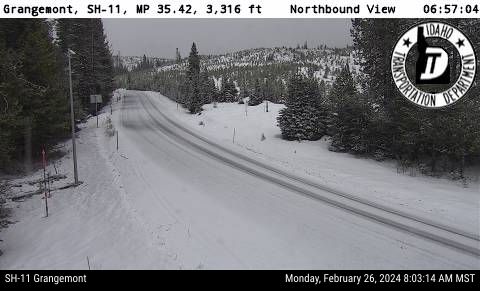 Grangemont, SH-11, MP 35.42, 3,316 ft Northbound View 06:57:04
IDAHO
TRANSPORTATION DEPARTMENT
SH-11 Grangemont Monday, February 26, 2024 8:03:14 AM MST